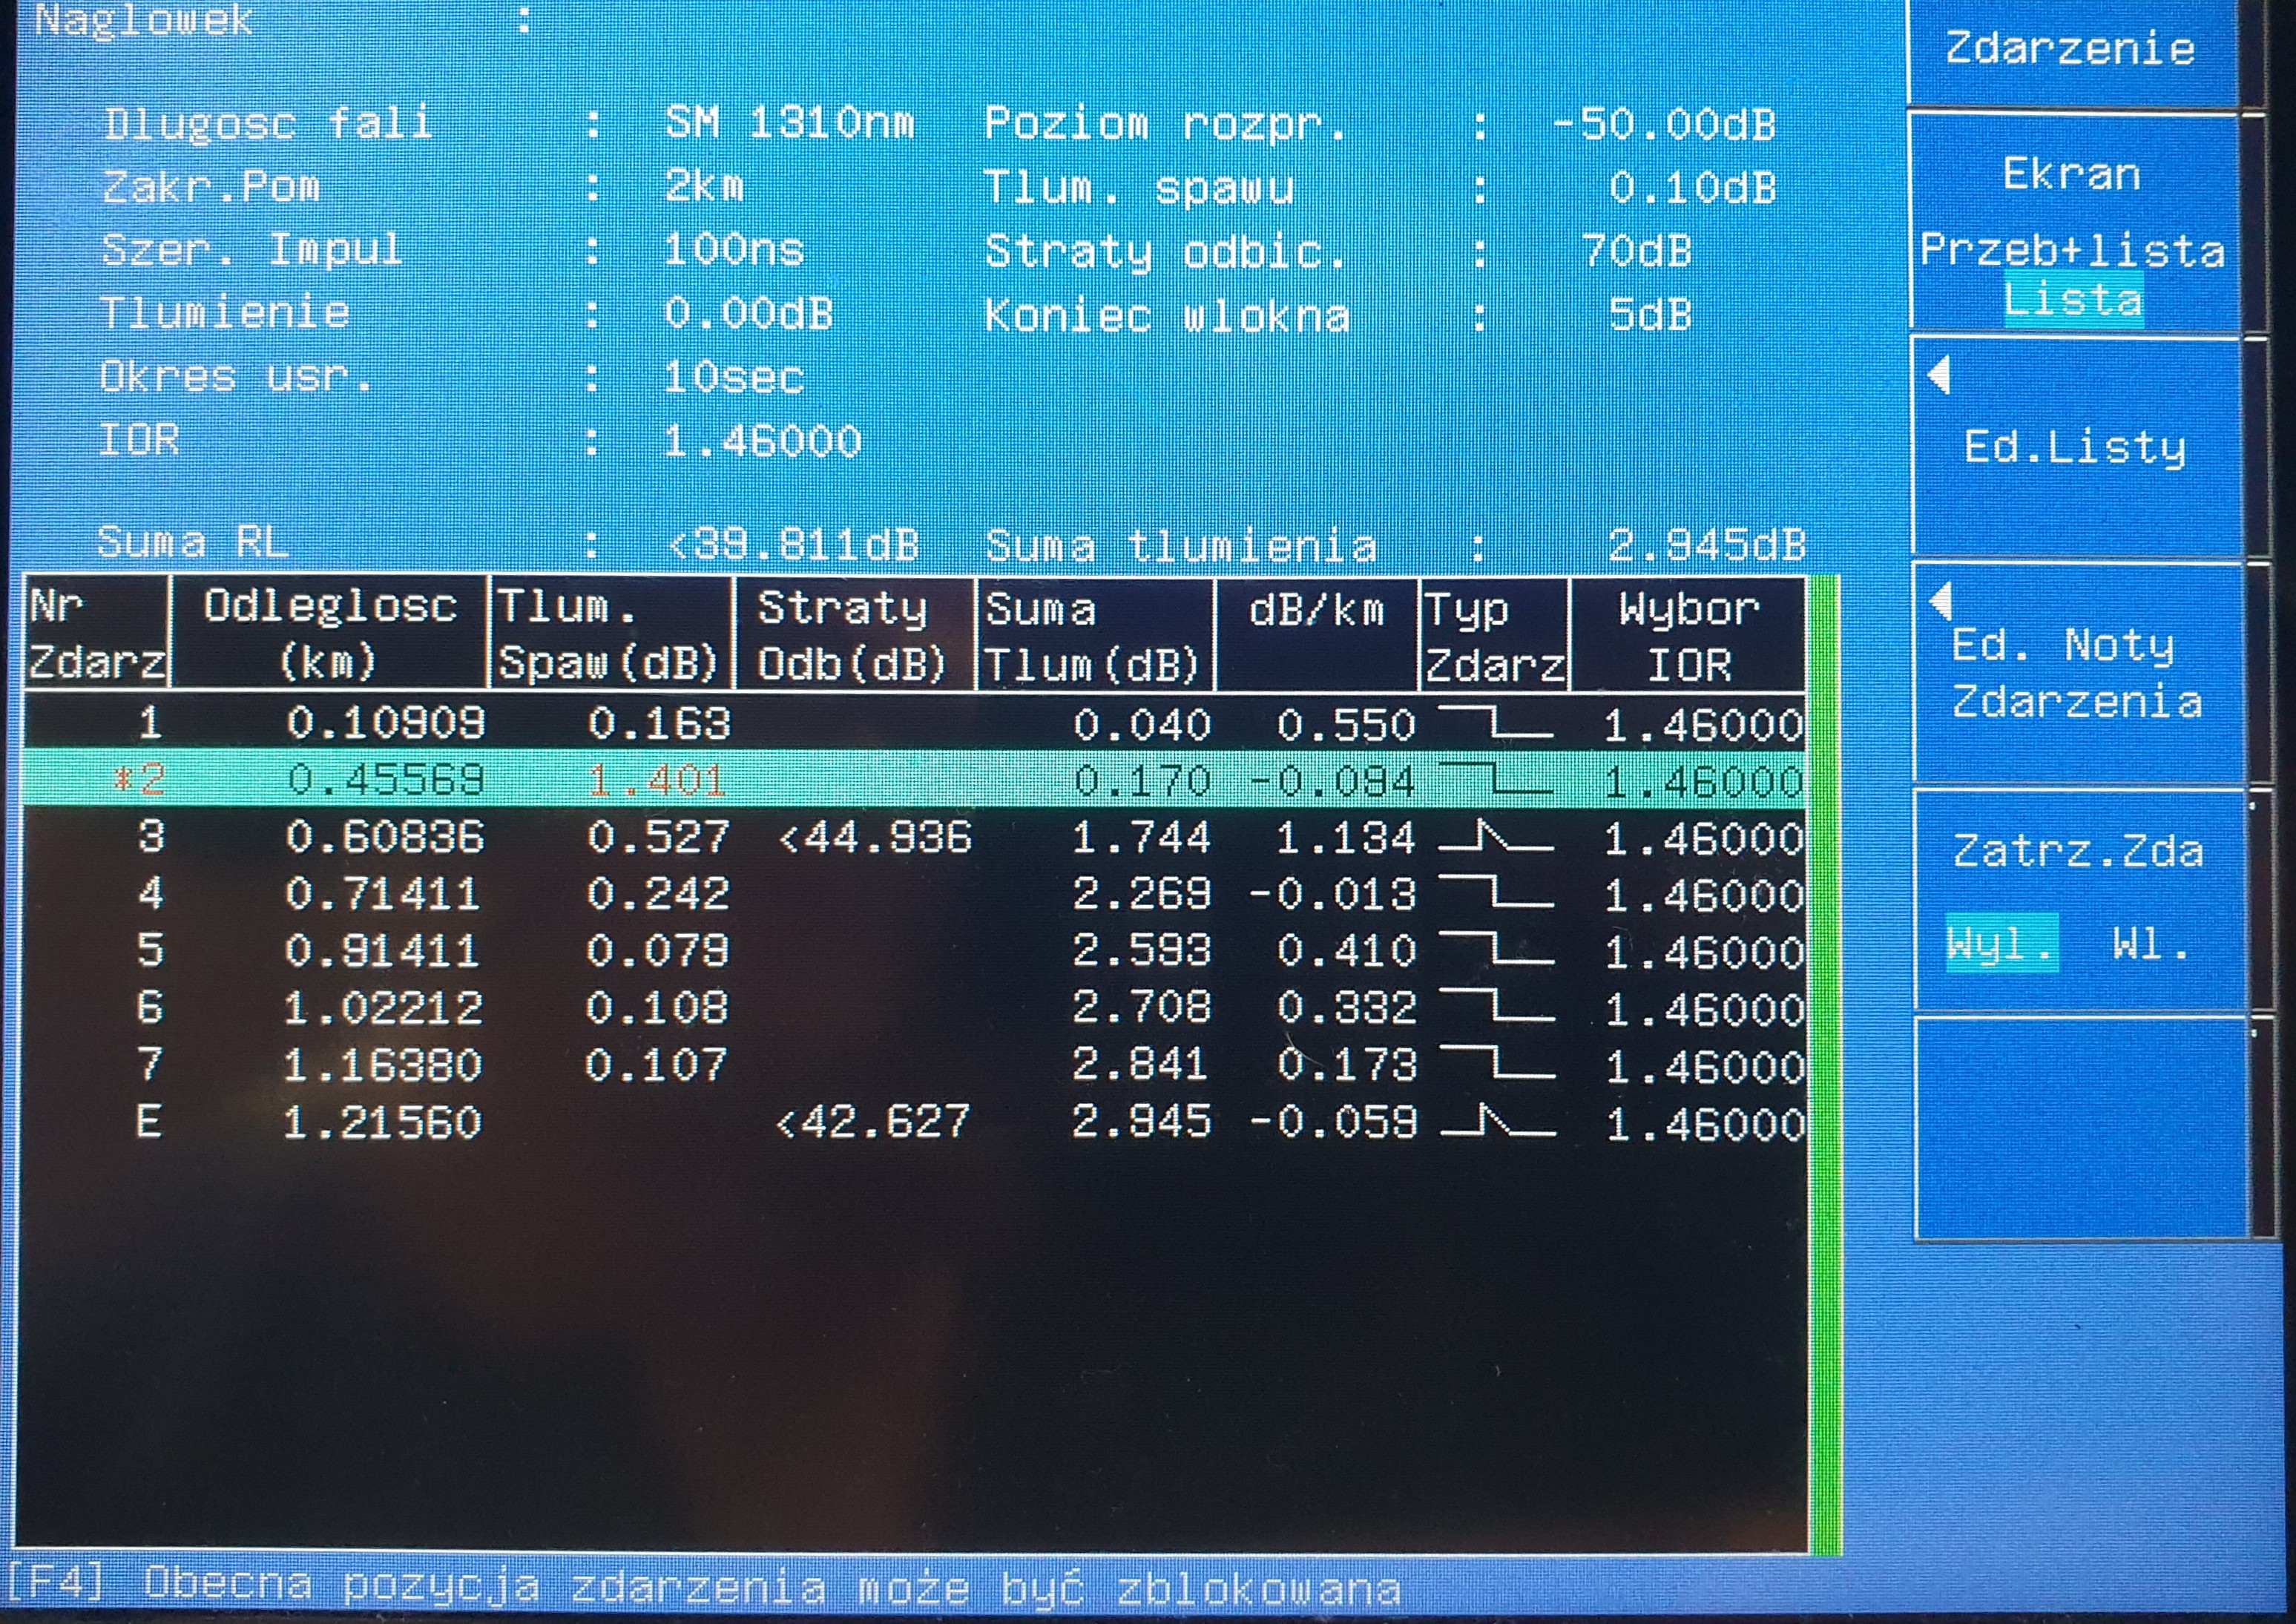 Naglowek :
Dlugosc fali : SM 1310nm Poziom rozpr. : -50.00dB
Zakr.Pom : 2km Tlum. spawu : 0.10dB
Szer. Impul : 100ns Straty odbic. : 70dB
Tlumienie : 0.00dB Koniec wlokna : 5dB
Okres usr. : 10sec
IOR : 1.46000
Suma RL : <39.811dB Suma tlumienia : 2.945dB
Nr Odleglosc Tlum. Straty Suma dB/km Typ Wybor
Zdarz (km) Spaw(dB) Odb(dB) Tlum(dB) Zdarz IOR
1 0.10909 0.163 0.040 0.550 1.46000
*2 0.45569 1.401 0.170 -0.094 1.46000
3 0.60836 0.527 <44.936 1.744 1.134 1.46000
4 0.71411 0.242 2.269 -0.013 1.46000
5 0.91411 0.079 2.593 0.410 1.46000
6 1.02212 0.108 2.708 0.332 1.46000
7 1.16380 0.107 2.841 0.173 1.46000
E 1.21560 <42.627 2.945 -0.059 1.46000
[F4] Obecna pozycja zdarzenia może być zblokowana
Zdarzenie
Ekran
Przeb+lista
Lista
Ed.Listy
Ed. Noty
Zdarzenia
Zatrz.Zda
Wyl. Wl.